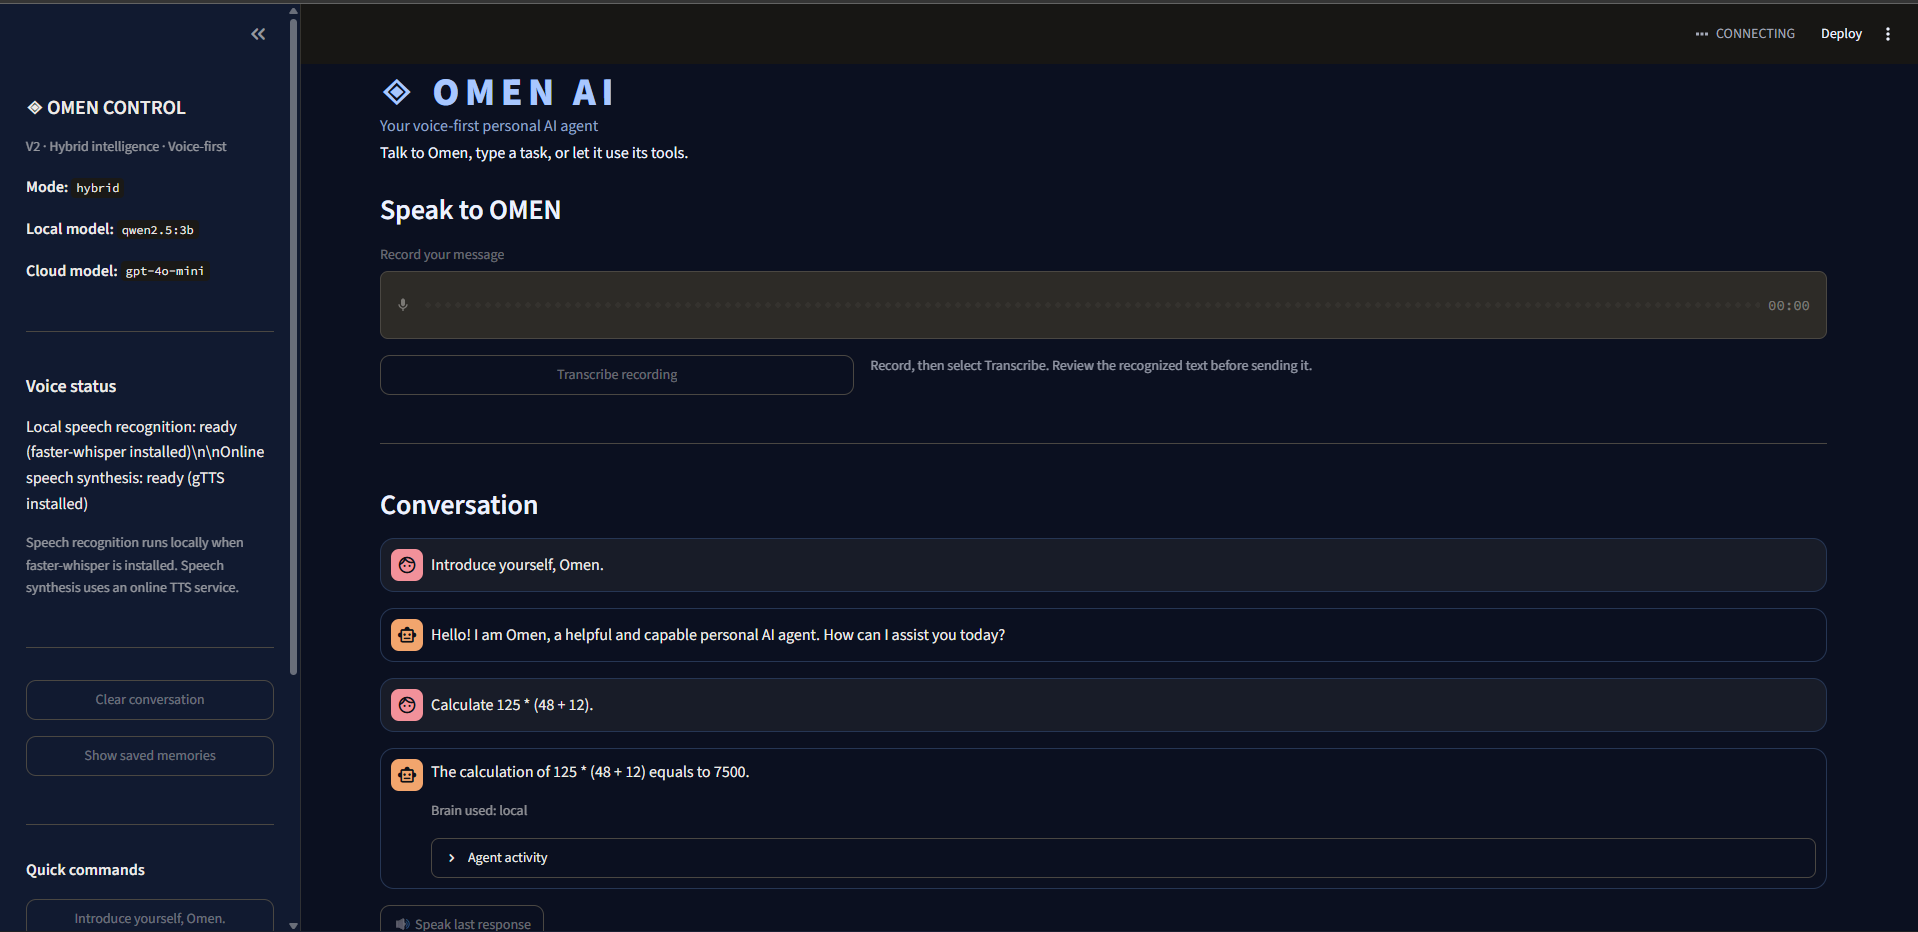 OMEN CONTROL
V2 · Hybrid intelligence · Voice-first
Mode: hybrid
Local model: qwen2.5:3b
Cloud model: gpt-4o-mini
Voice status
Local speech recognition: ready
(faster-whisper installed)\n\nOnline
speech synthesis: ready (gTTS
installed)
Speech recognition runs locally when
faster-whisper is installed. Speech
synthesis uses an online TTS service.
Clear conversation
Show saved memories
Quick commands
Introduce yourself, Omen.
CONNECTING
Deploy
OMEN AI
Your voice-first personal AI agent
Talk to Omen, type a task, or let it use its tools.
Speak to OMEN
Record your message
00:00
Transcribe recording
Record, then select Transcribe. Review the recognized text before sending it.
Conversation
Introduce yourself, Omen.
Hello! I am Omen, a helpful and capable personal AI agent. How can I assist you today?
Calculate 125 * (48 + 12).
The calculation of 125 * (48 + 12) equals to 7500.
Brain used: local
Agent activity
Speak last response